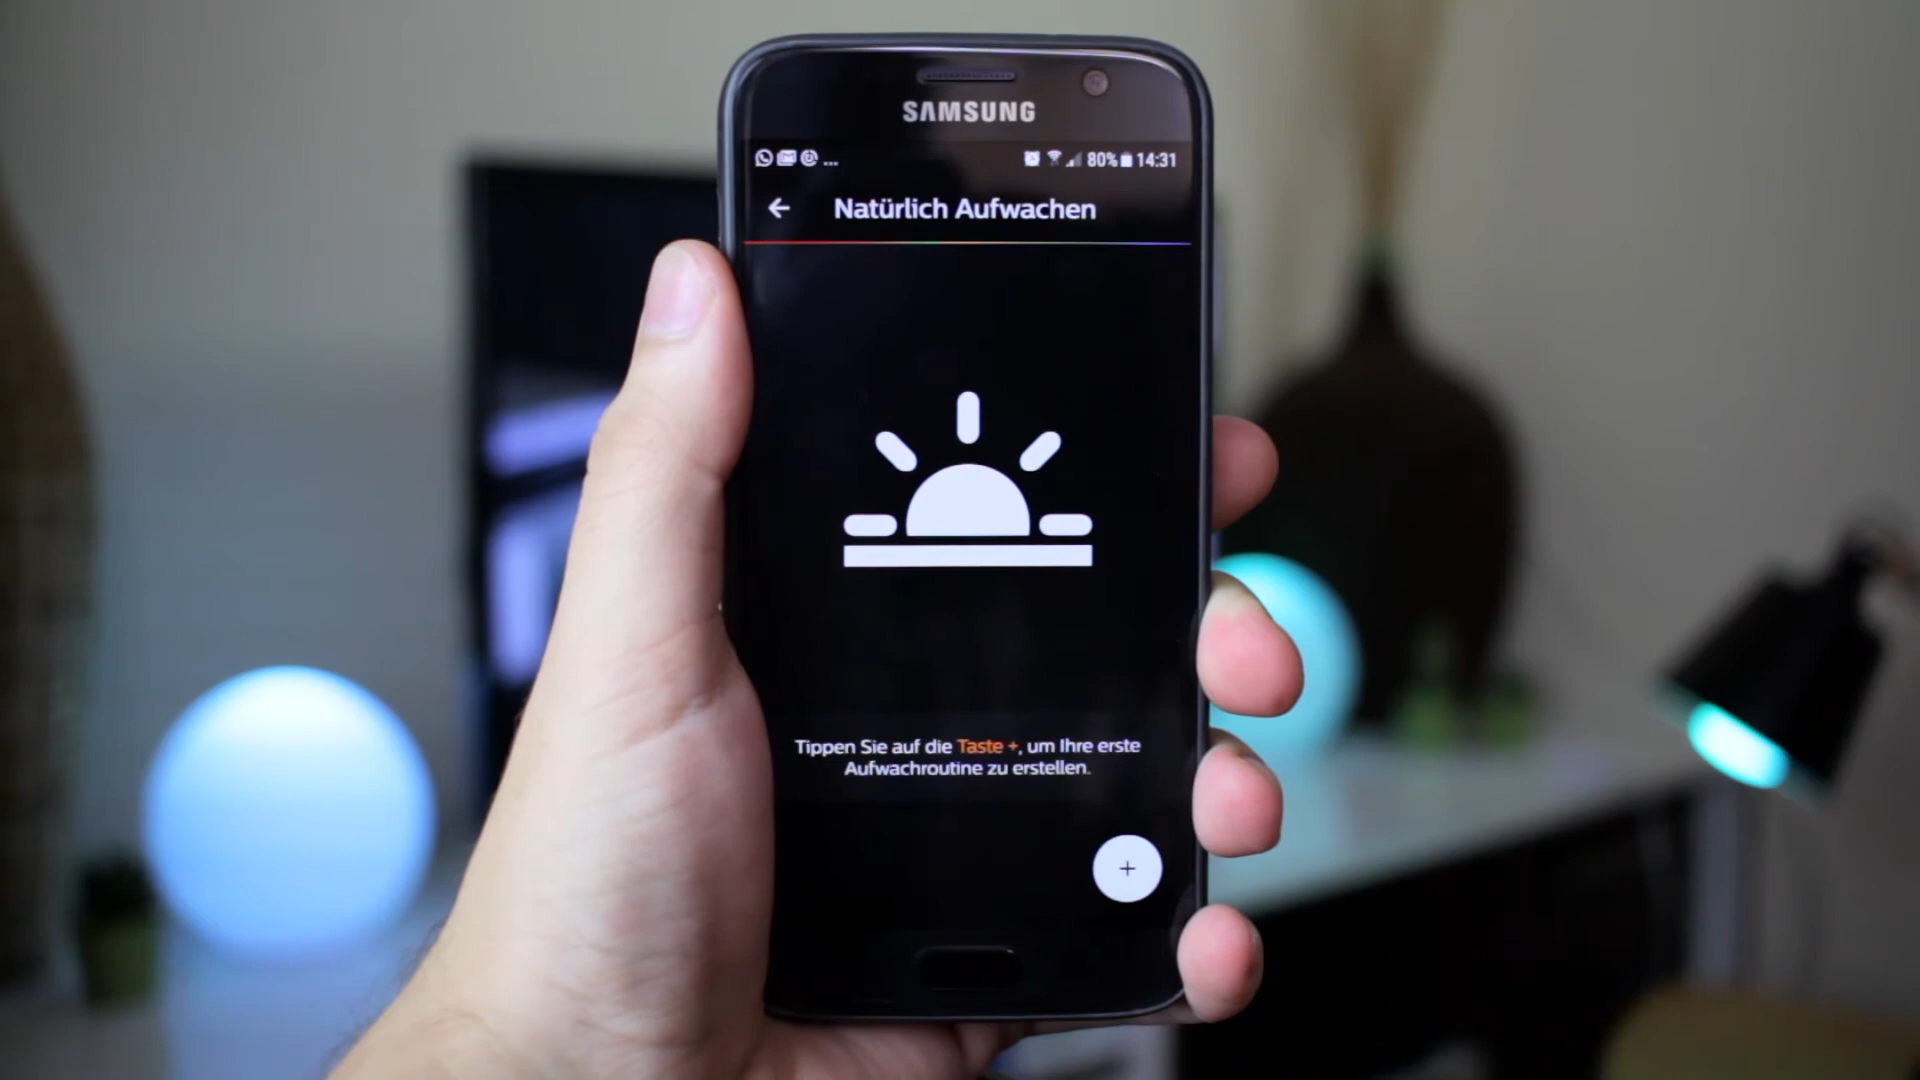 SAMSUNG
... 80% 14:31
Natürlich Aufwachen
Tippen Sie auf die Taste +, um Ihre erste
Aufwachroutine zu erstellen.
+